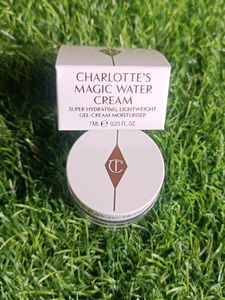 CHARLOTTE'S
MAGIC WATER
CREAM
SUPER HYDRATING, LIGHTWEIGHT
GEL-CREAM MOISTURISER
7ML ℮ 0.23 FL.OZ.
CT